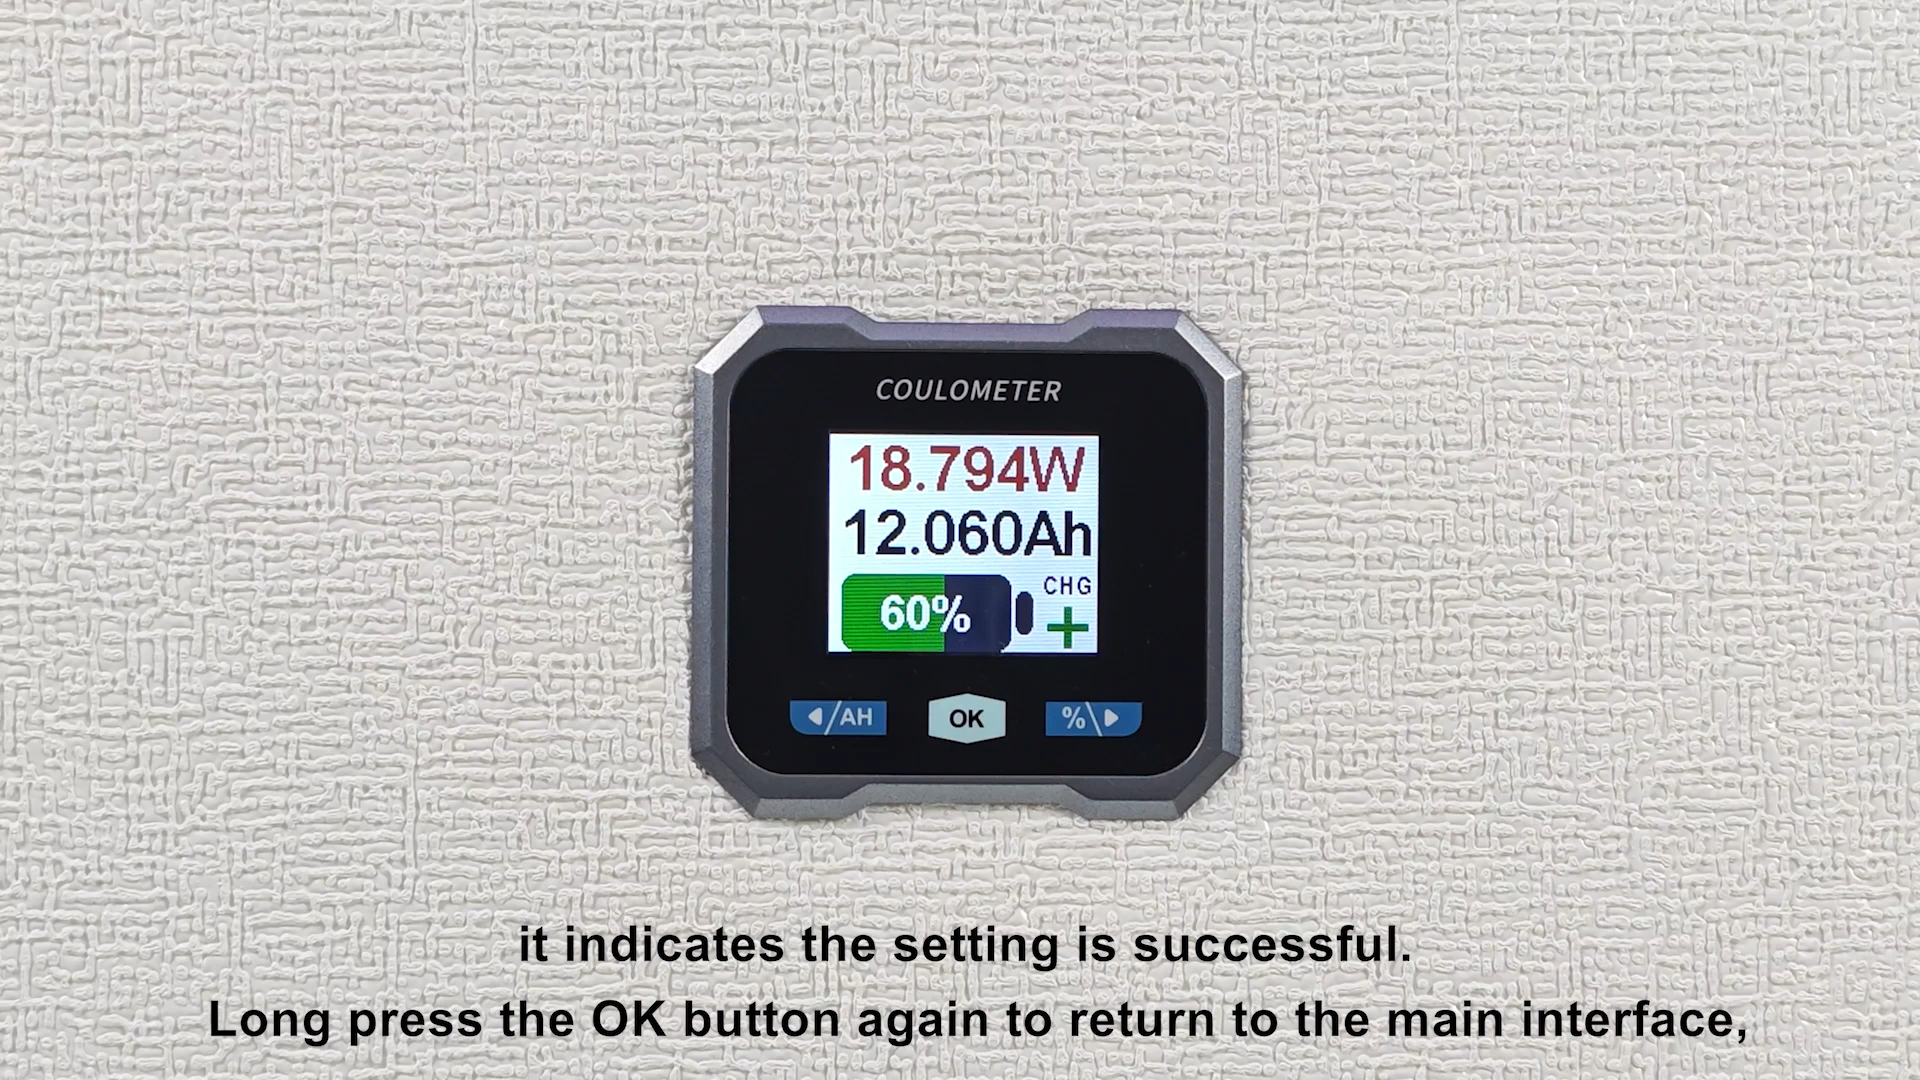 COULOMETER
18.794W
12.060Ah
60%
CHG
+
◀/AH
OK
%\▶
it indicates the setting is successful.
Long press the OK button again to return to the main interface,